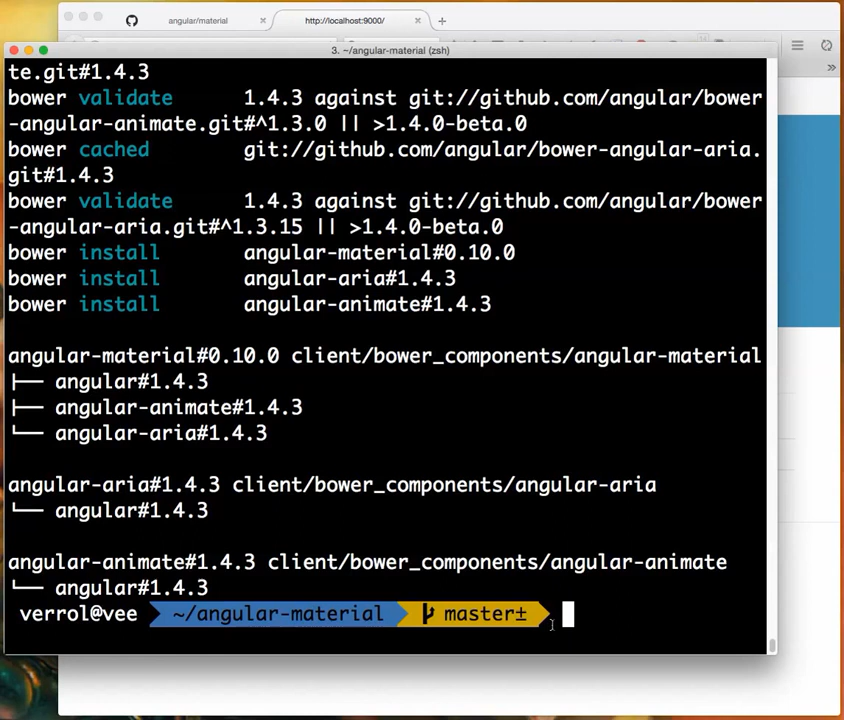 angular/material
http://localhost:9000/
3. ~/angular-material (zsh)
te.git#1.4.3
bower validate 1.4.3 against git://github.com/angular/bower
-angular-animate.git#^1.3.0 || >1.4.0-beta.0
bower cached git://github.com/angular/bower-angular-aria.
git#1.4.3
bower validate 1.4.3 against git://github.com/angular/bower
-angular-aria.git#^1.3.15 || >1.4.0-beta.0
bower install angular-material#0.10.0
bower install angular-aria#1.4.3
bower install angular-animate#1.4.3
angular-material#0.10.0 client/bower_components/angular-material
├── angular#1.4.3
├── angular-animate#1.4.3
└── angular-aria#1.4.3
angular-aria#1.4.3 client/bower_components/angular-aria
└── angular#1.4.3
angular-animate#1.4.3 client/bower_components/angular-animate
└── angular#1.4.3
verrol@vee ~/angular-material master±